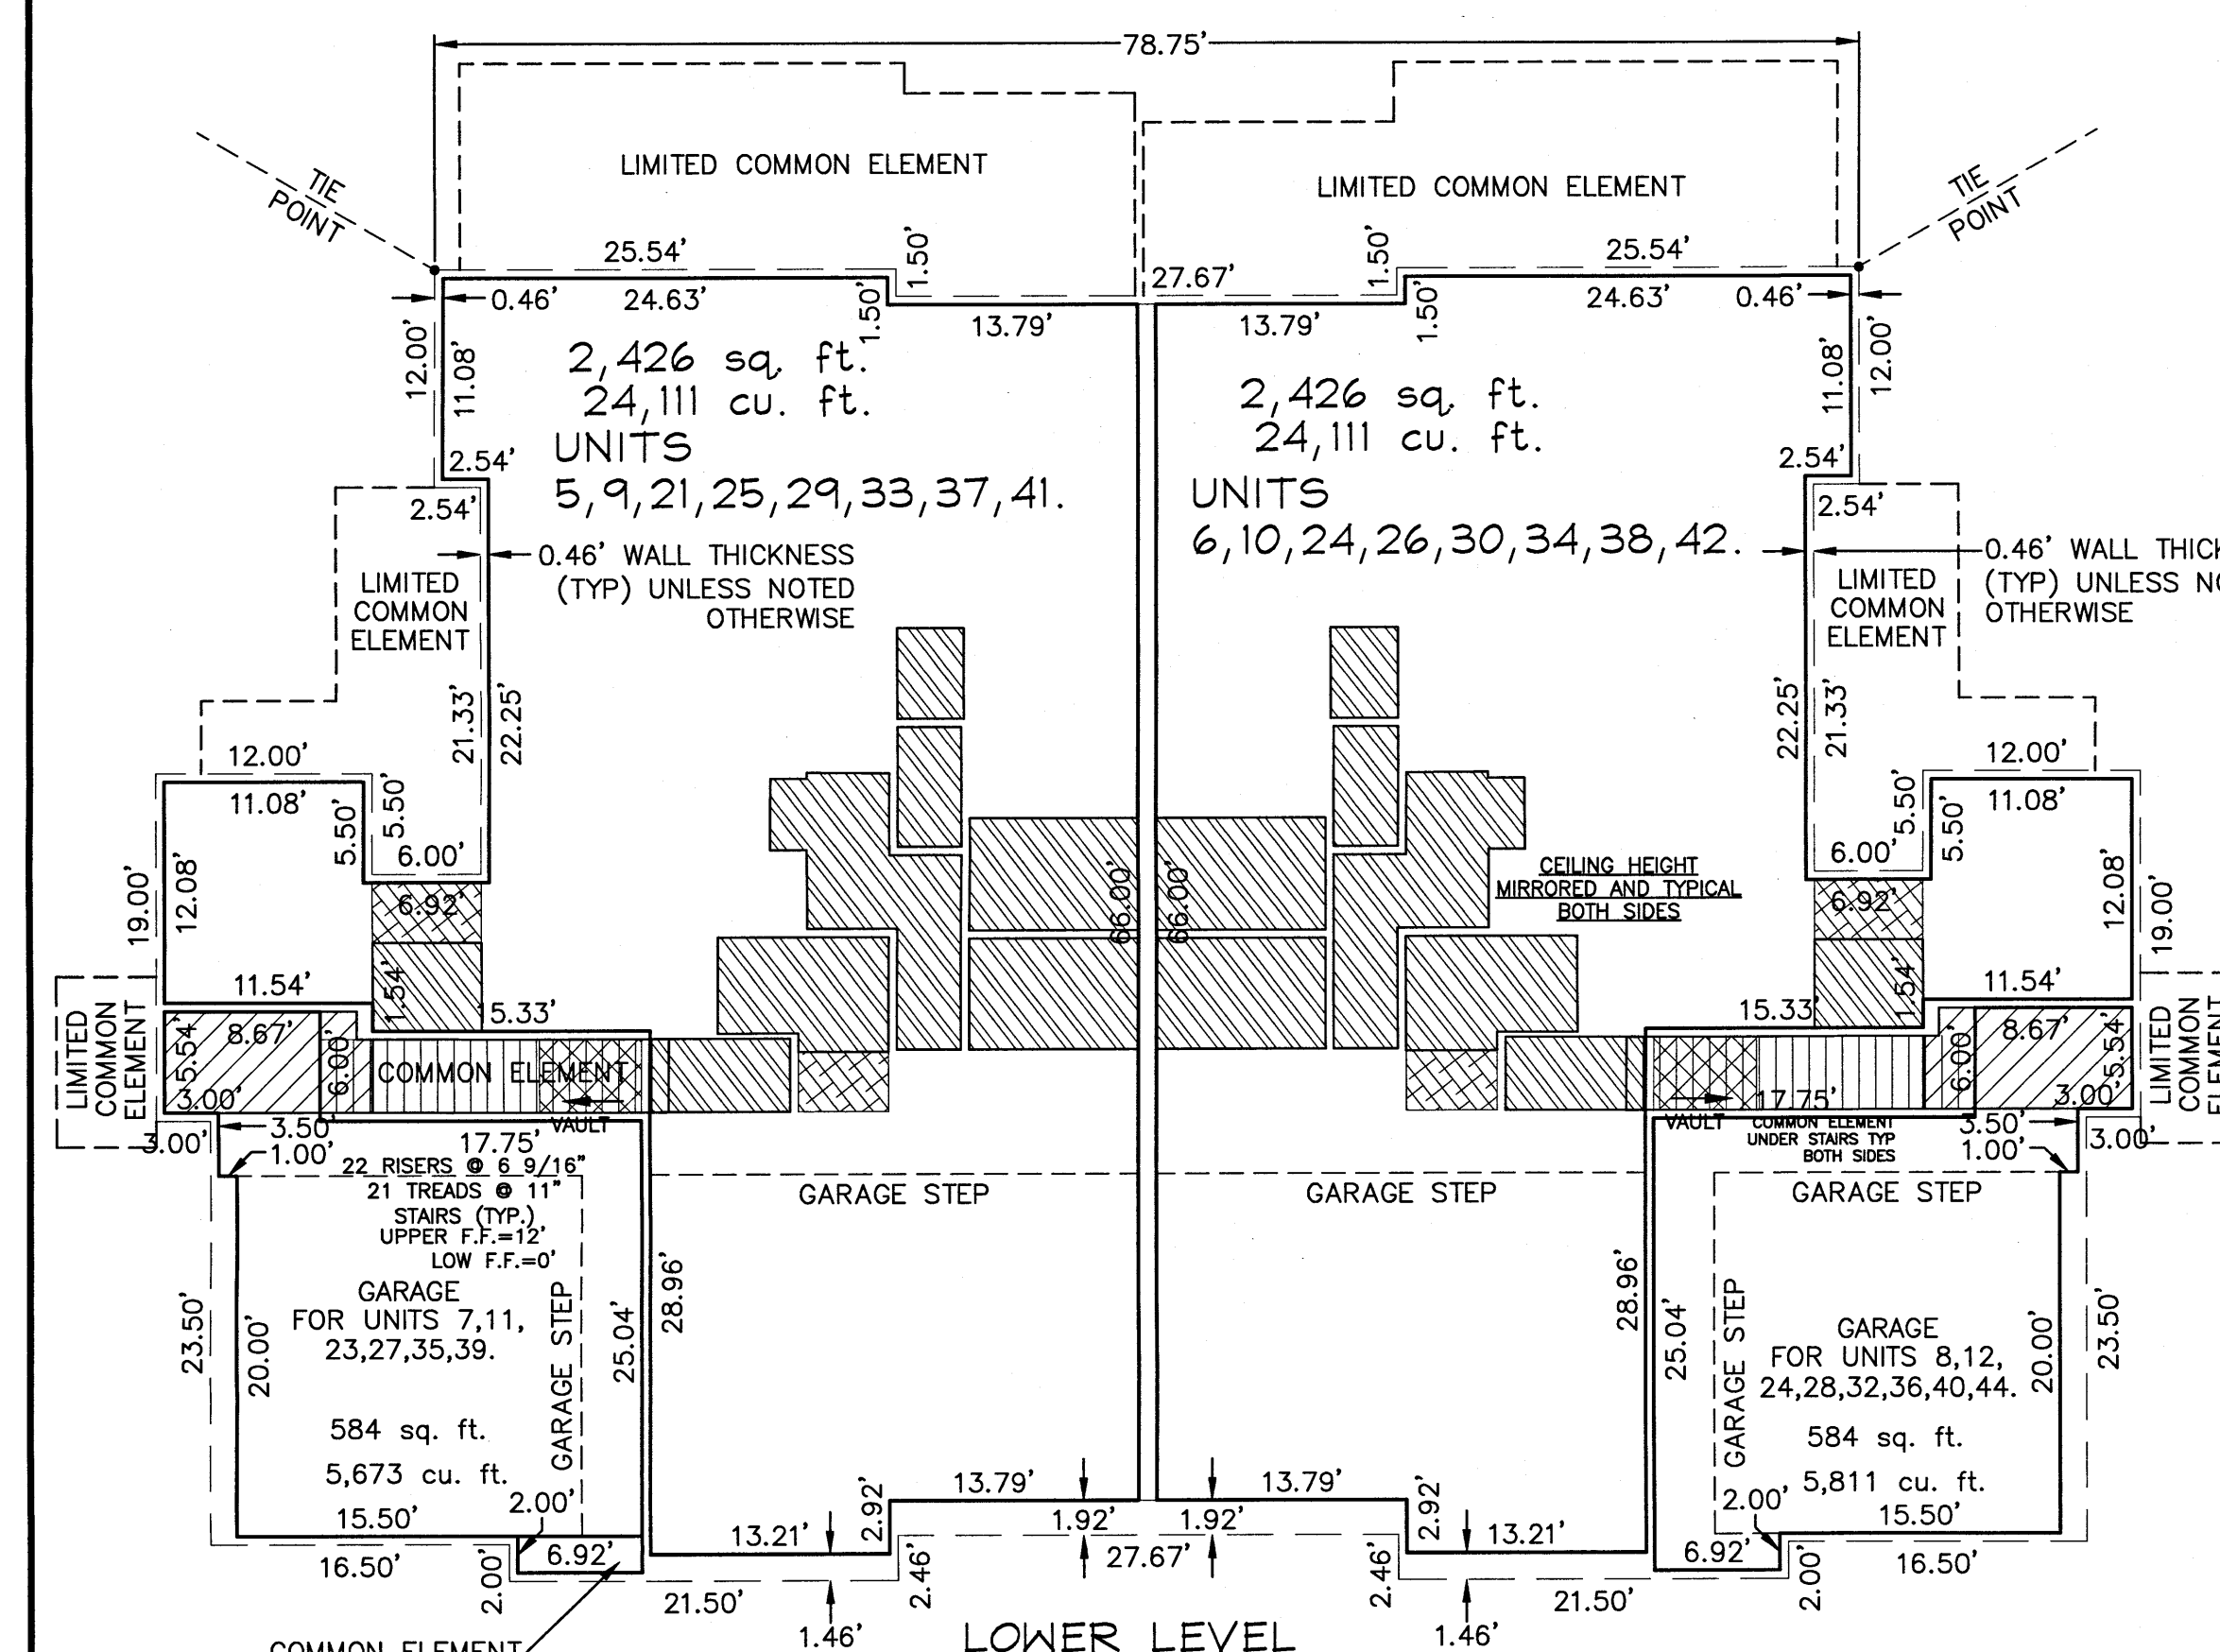 78.75'
LIMITED COMMON ELEMENT
LIMITED COMMON ELEMENT
TIE
POINT
TIE
POINT
25.54'
1.50'
27.67'
1.50'
25.54'
0.46'
24.63'
1.50'
13.79'
13.79'
1.50'
24.63'
0.46'
12.00'
11.08'
11.08'
12.00'
2,426 sq. ft.
24,111 cu. ft.
UNITS
5,9,21,25,29,33,37,41.
2,426 sq. ft.
24,111 cu. ft.
UNITS
6,10,24,26,30,34,38,42.
2.54'
2.54'
2.54'
2.54'
0.46' WALL THICKNESS
(TYP) UNLESS NOTED
OTHERWISE
0.46' WALL THICK
(TYP) UNLESS NO
OTHERWISE
LIMITED
COMMON
ELEMENT
LIMITED
COMMON
ELEMENT
21.33'
22.25'
22.25'
21.33'
12.00'
11.08'
5.50'
5.50'
6.00'
12.00'
11.08'
5.50'
5.50'
6.00'
19.00'
12.08'
6.92'
66.00'
66.00'
CEILING HEIGHT
MIRRORED AND TYPICAL
BOTH SIDES
6.92'
12.08'
19.00'
11.54'
1.54'
5.33'
15.33'
1.54'
11.54'
LIMITED
COMMON
ELEMENT
5.54'
8.67'
6.00'
COMMON ELEMENT
3.00'
VAULT
17.75'
VAULT
COMMON ELEMENT
UNDER STAIRS TYP
BOTH SIDES
6.00'
8.67'
5.54'
3.00'
LIMITED
COMMON
ELEMENT
3.00'
3.50'
1.00'
17.75'
3.50'
1.00'
3.00'
22 RISERS @ 6 9/16"
21 TREADS @ 11"
STAIRS (TYP.)
UPPER F.F.=12'
LOW F.F.=0'
GARAGE STEP
GARAGE STEP
GARAGE STEP
GARAGE
FOR UNITS 7,11,
23,27,35,39.
584 sq. ft.
5,673 cu. ft.
GARAGE STEP
23.50'
20.00'
25.04'
28.96'
28.96'
25.04'
GARAGE STEP
GARAGE
FOR UNITS 8,12,
24,28,32,36,40,44.
584 sq. ft.
5,811 cu. ft.
20.00'
23.50'
15.50'
2.00'
16.50'
2.00'
6.92'
13.21'
2.92'
13.79'
1.92'
13.79'
1.92'
2.92'
13.21'
2.00'
15.50'
6.92'
16.50'
2.00'
21.50'
2.46'
27.67'
2.46'
21.50'
1.46'
1.46'
COMMON ELEMENT
LOWER LEVEL